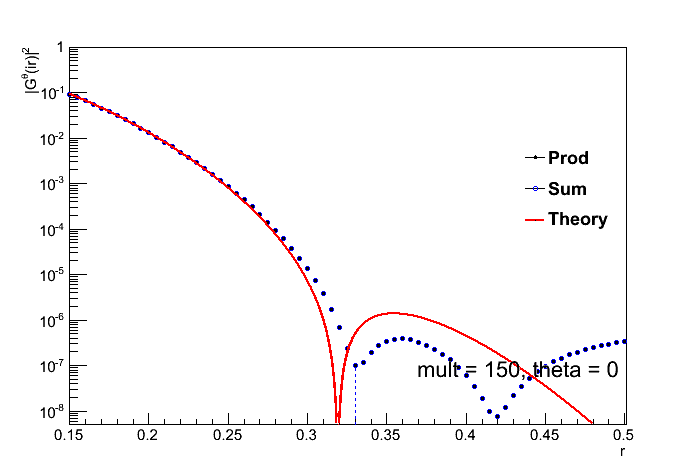 |G^θ(ir)|²
1
10⁻¹
10⁻²
10⁻³
10⁻⁴
10⁻⁵
10⁻⁶
10⁻⁷
10⁻⁸
Prod
Sum
Theory
mult = 150, theta = 0
0.15 0.2 0.25 0.3 0.35 0.4 0.45 0.5
r